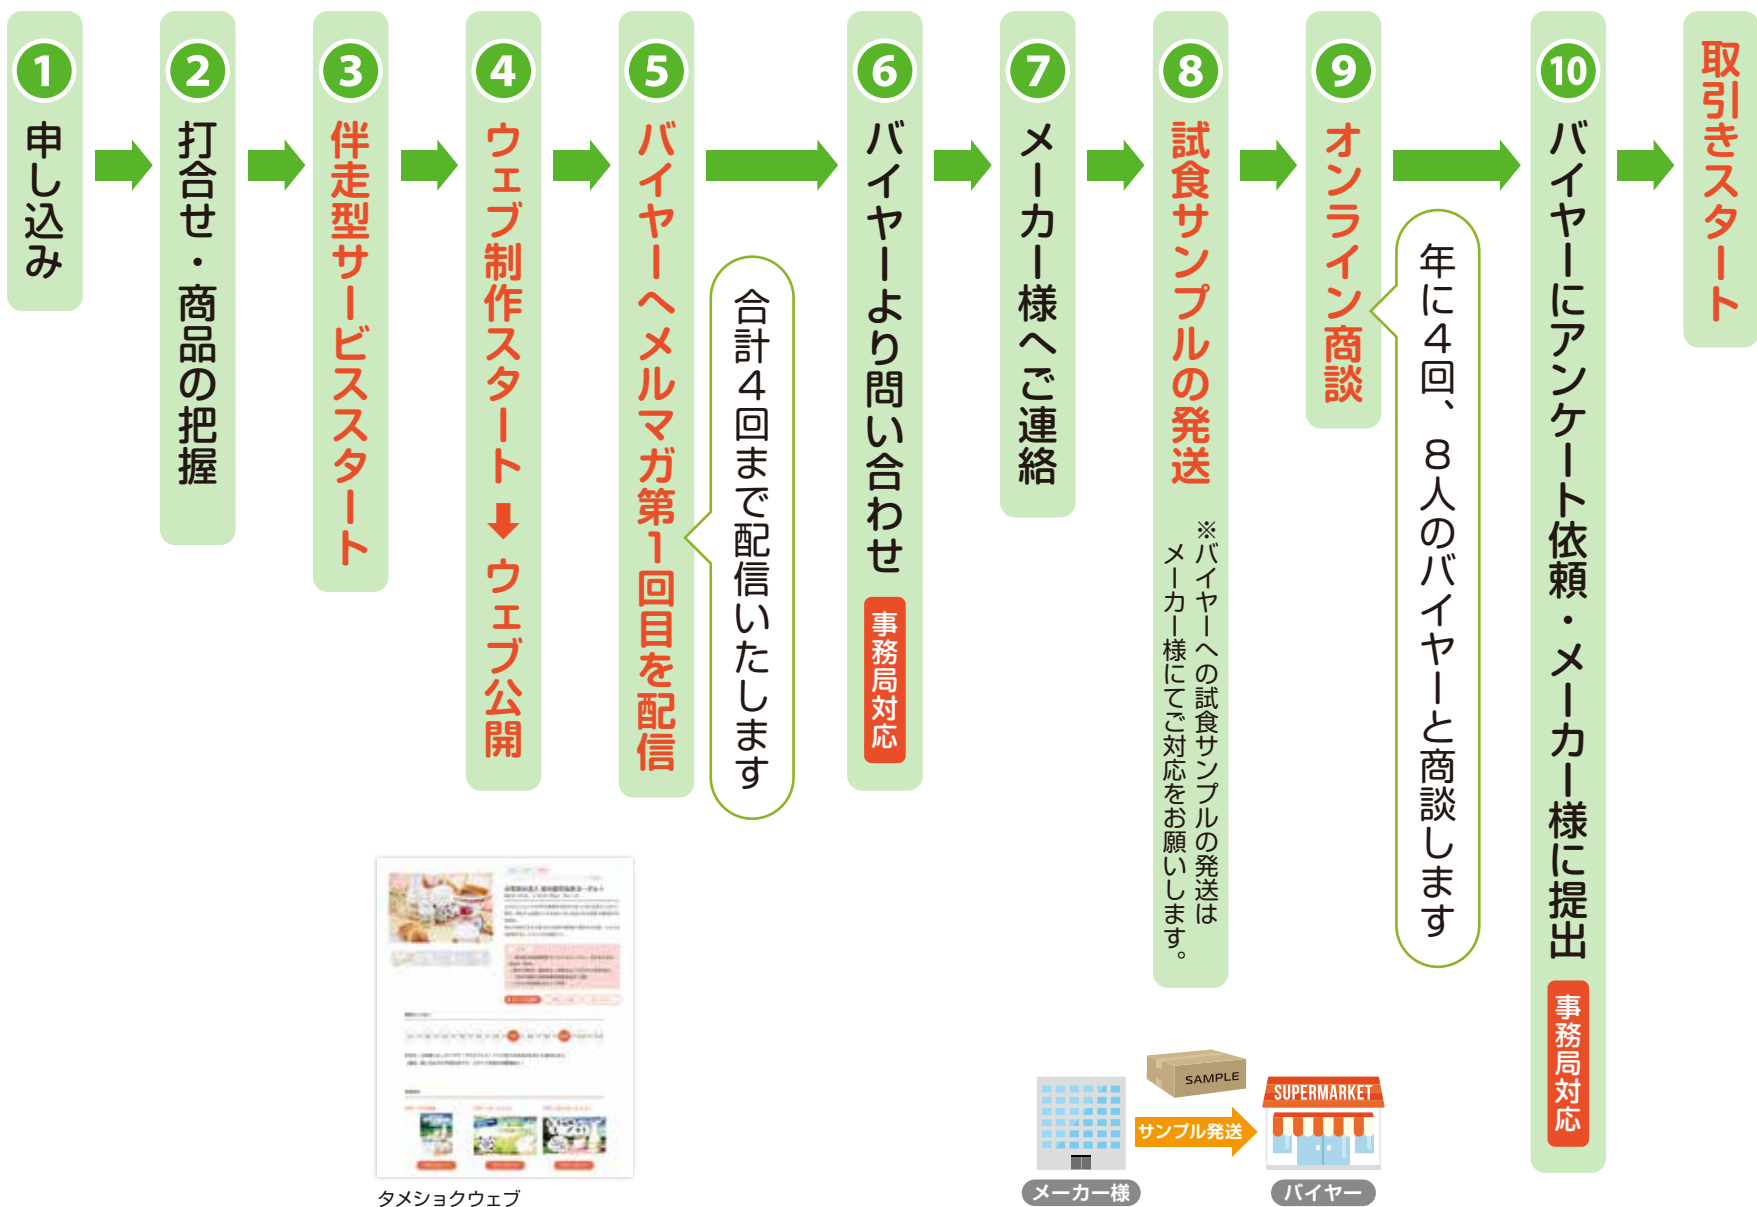 1
申し込み
2
打合せ・商品の把握
3
伴走型サービススタート
4
ウェブ制作スタート➡ウェブ公開
5
バイヤーへメルマガ第1回目を配信
合計4回まで配信いたします
6
バイヤーより問い合わせ
事務局対応
7
メーカー様へご連絡
8
試食サンプルの発送
※バイヤーへの試食サンプルの発送は
メーカー様にてご対応をお願いします。
9
オンライン商談
年に4回、8人のバイヤーと商談します
10
バイヤーにアンケート依頼・メーカー様に提出
事務局対応
取引きスタート
タメショクウェブ
SAMPLE
サンプル発送
SUPERMARKET
メーカー様
バイヤー